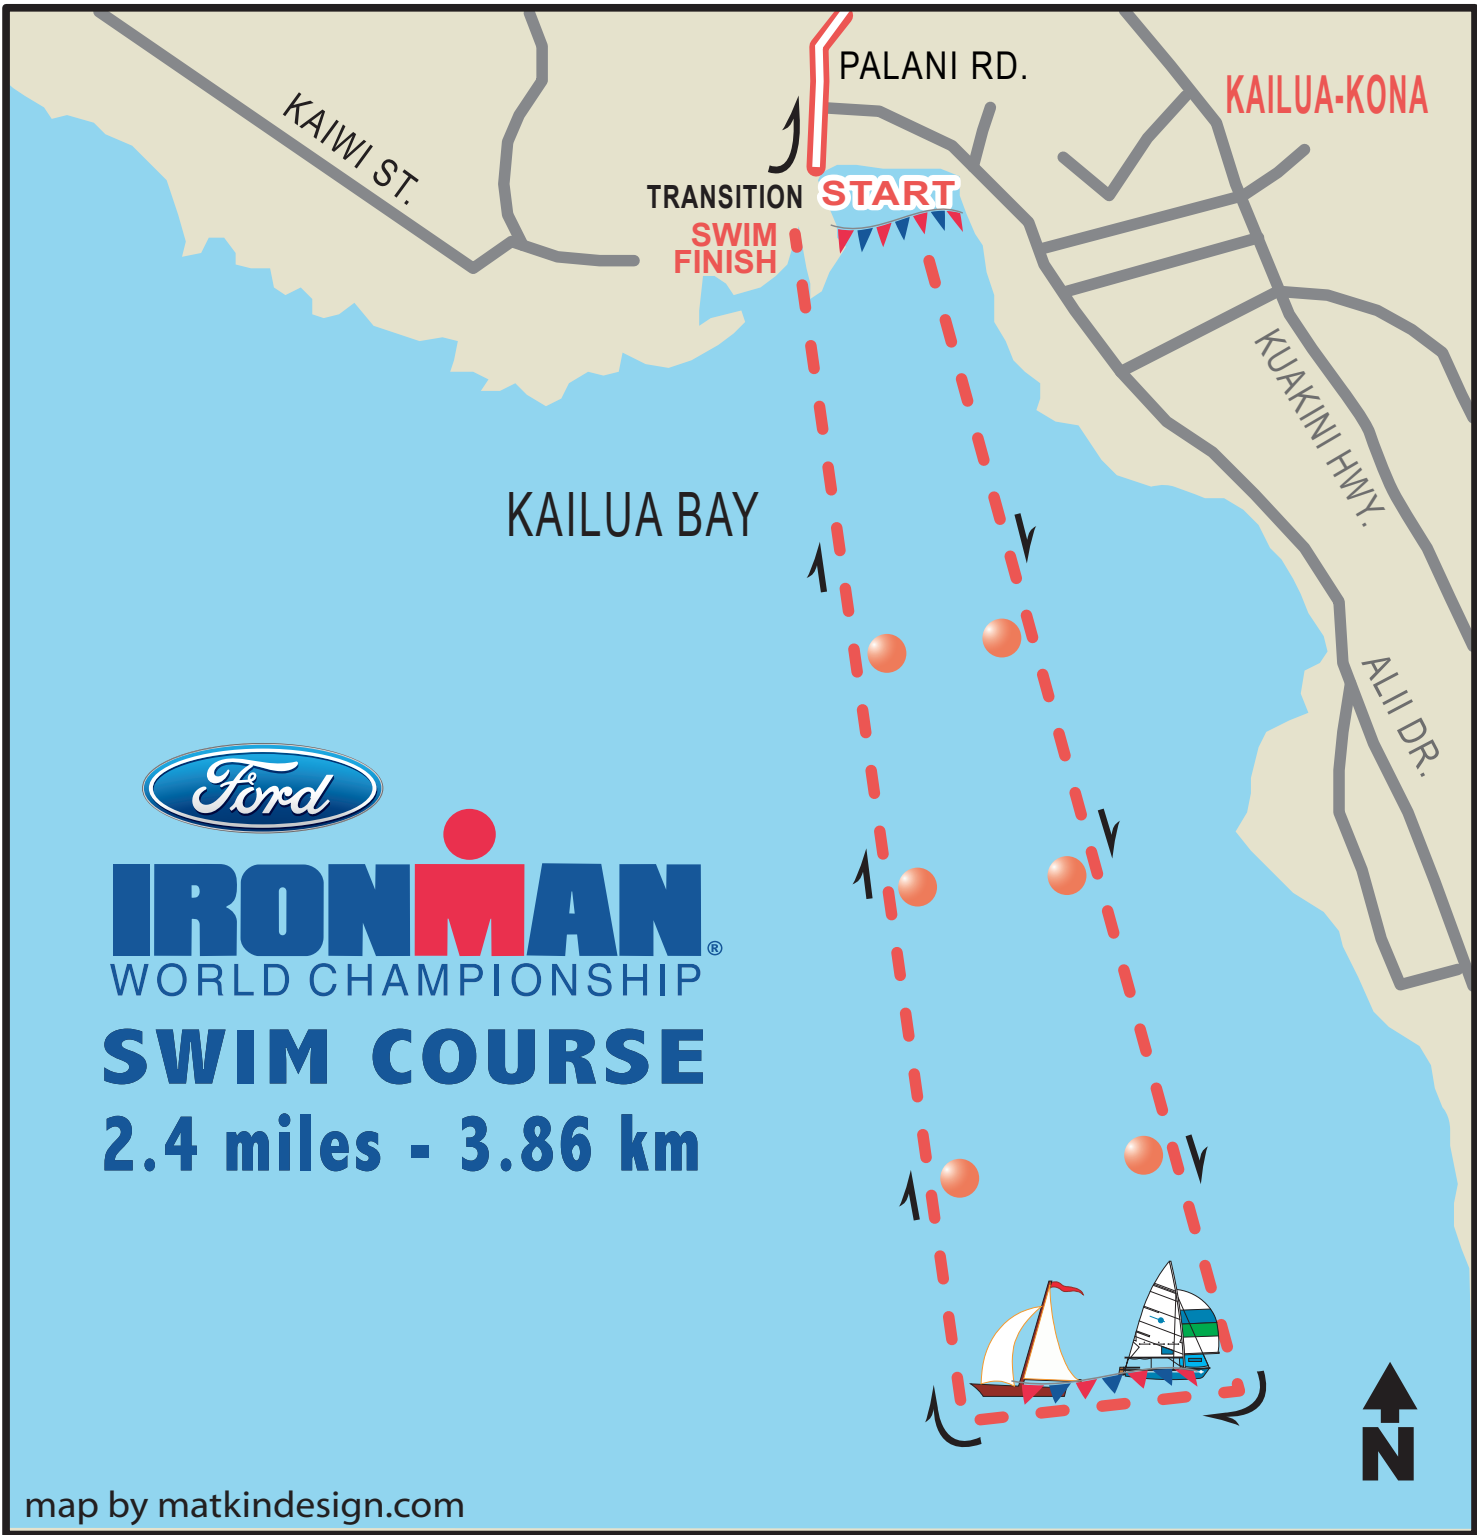 PALANI RD.
KAILUA-KONA
KAIWI ST.
TRANSITION
START
SWIM
FINISH
KUAKINI HWY.
KAILUA BAY
ALII DR.
Ford
IRONMAN®
WORLD CHAMPIONSHIP
SWIM COURSE
2.4 miles - 3.86 km
N
map by matkindesign.com